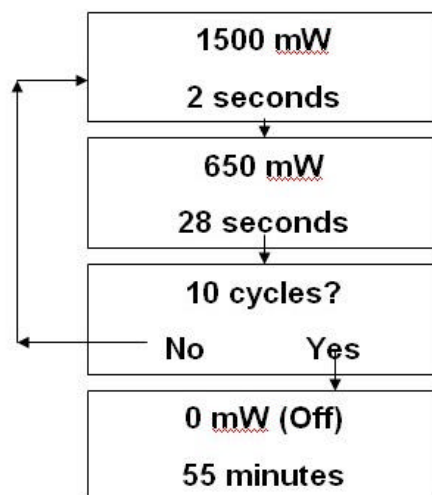 1500 mW
2 seconds
650 mW
28 seconds
10 cycles?
No Yes
0 mW (Off)
55 minutes